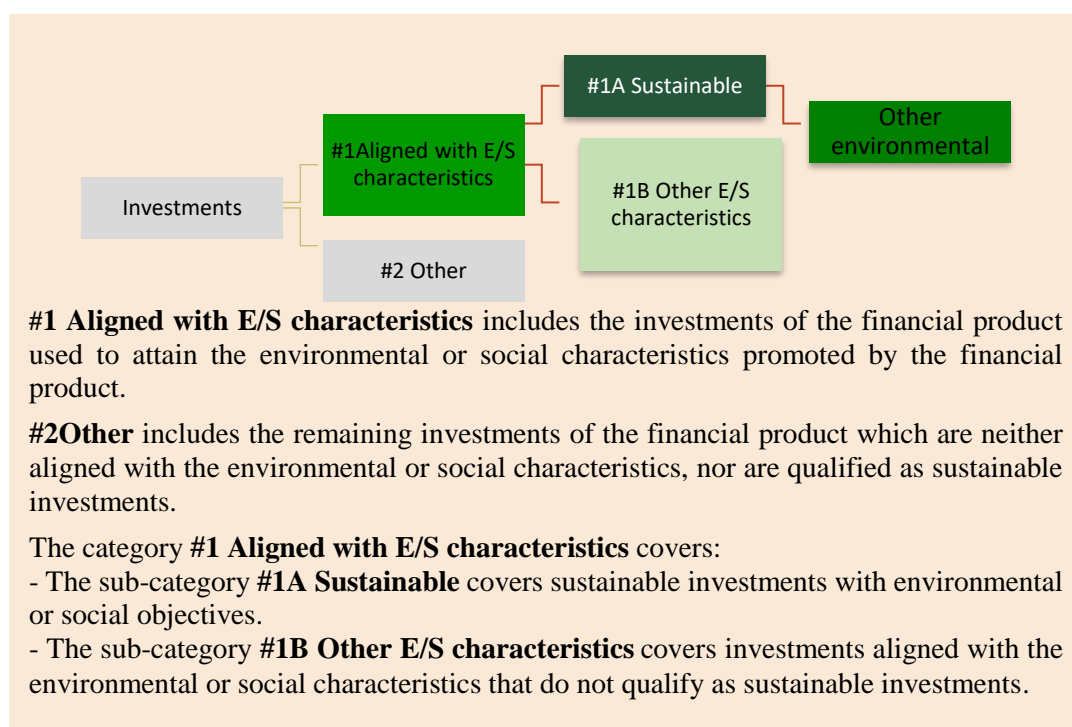 #1A Sustainable
Other
environmental
#1Aligned with E/S
characteristics
#1B Other E/S
characteristics
Investments
#2 Other
#1 Aligned with E/S characteristics includes the investments of the financial product
used to attain the environmental or social characteristics promoted by the financial
product.
#2Other includes the remaining investments of the financial product which are neither
aligned with the environmental or social characteristics, nor are qualified as sustainable
investments.
The category #1 Aligned with E/S characteristics covers:
- The sub-category #1A Sustainable covers sustainable investments with environmental
or social objectives.
- The sub-category #1B Other E/S characteristics covers investments aligned with the
environmental or social characteristics that do not qualify as sustainable investments.